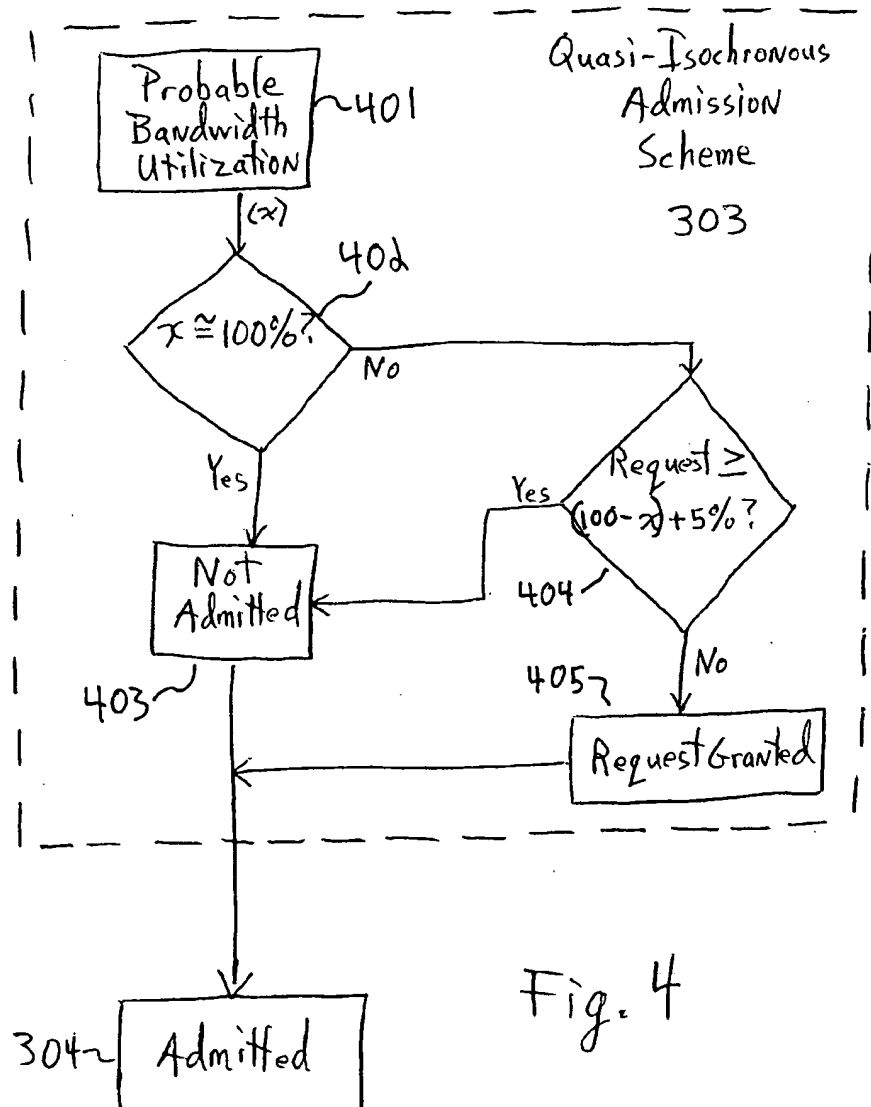 Probable
Bandwidth
Utilization
401
Quasi-Isochronous
Admission
Scheme
303
(x)
402
x ≅ 100%?
No
Yes
Request ≥
(100-x)+5%?
Yes
404
Not
Admitted
403
No
405
Request Granted
304
Admitted
Fig. 4